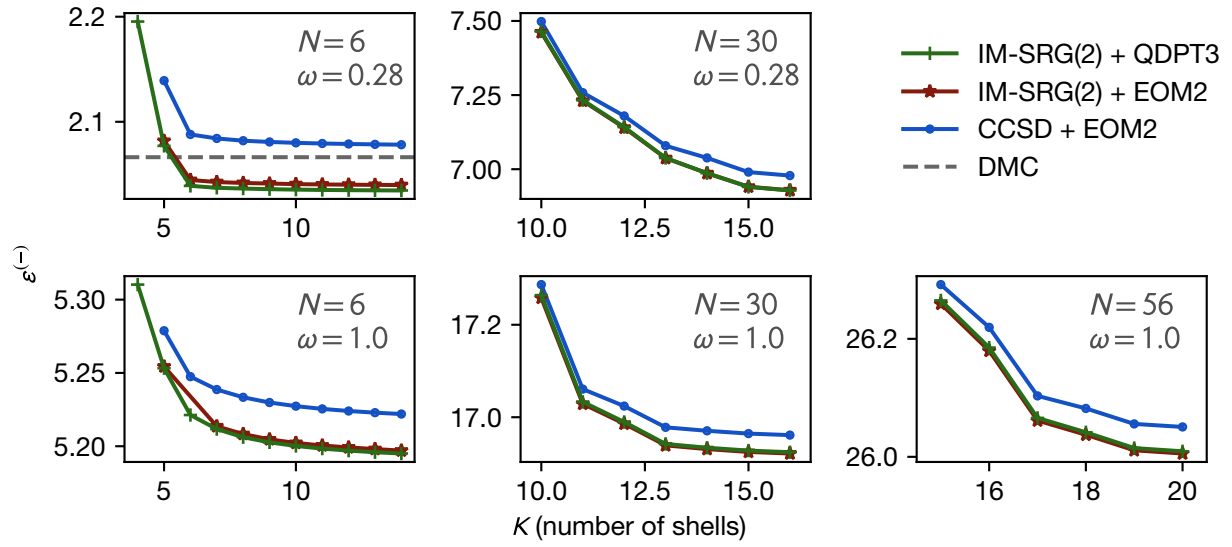 2.2
2.1
5
10
N = 6
ω = 0.28
7.50
7.25
7.00
10.0
12.5
15.0
N = 30
ω = 0.28
IM-SRG(2) + QDPT3
IM-SRG(2) + EOM2
CCSD + EOM2
DMC
ε(−)
5.30
5.25
5.20
5
10
N = 6
ω = 1.0
17.2
17.0
10.0
12.5
15.0
N = 30
ω = 1.0
26.2
26.0
16
18
20
N = 56
ω = 1.0
K (number of shells)